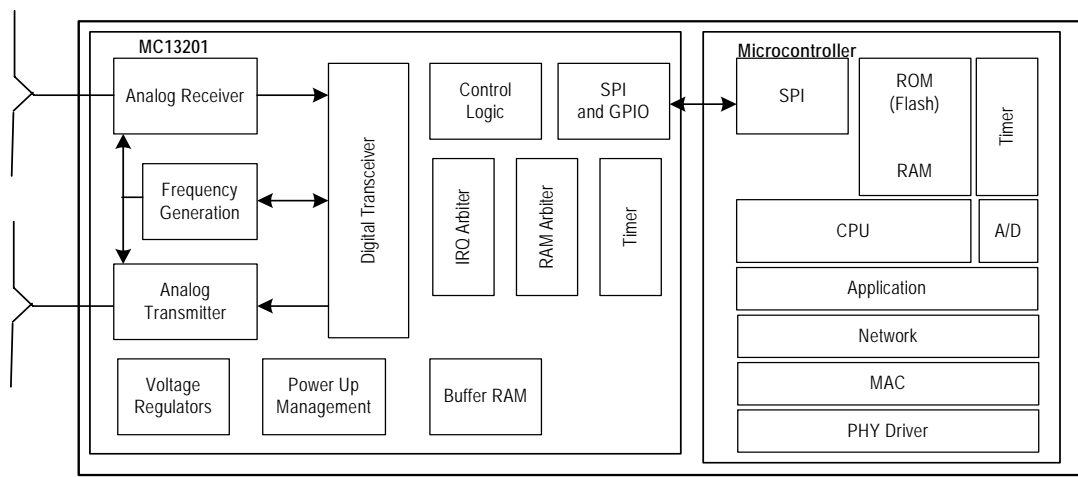 MC13201
Analog Receiver
Frequency
Generation
Analog
Transmitter
Digital Transceiver
Control
Logic
SPI
and GPIO
IRQ Arbiter
RAM Arbiter
Timer
Voltage
Regulators
Power Up
Management
Buffer RAM
Microcontroller
SPI
ROM
(Flash)
RAM
Timer
CPU
A/D
Application
Network
MAC
PHY Driver